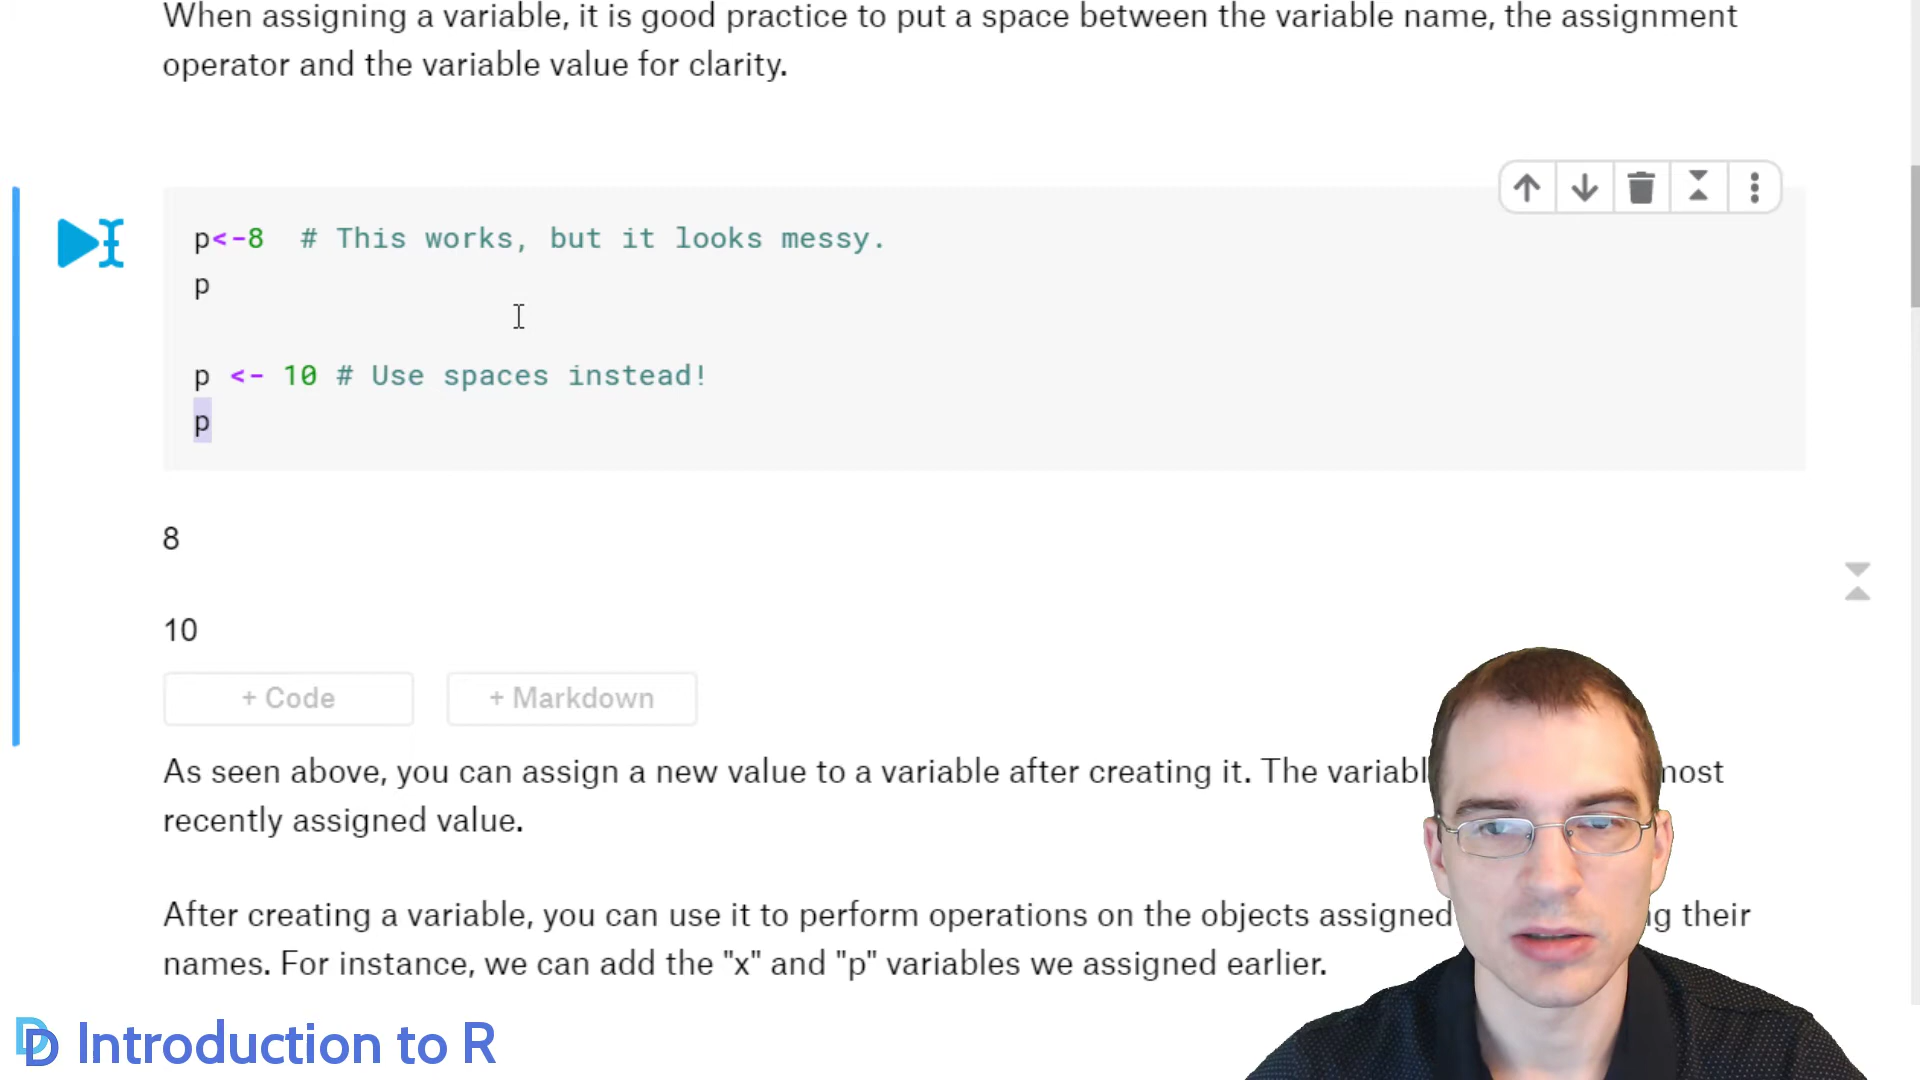 When assigning a variable, it is good practice to put a space between the variable name, the assignment
operator and the variable value for clarity.
p<-8  # This works, but it looks messy.
p
p <- 10 # Use spaces instead!
p
8
10
+ Code
+ Markdown
As seen above, you can assign a new value to a variable after creating it. The most
recently assigned value.
After creating a variable, you can use it to perform operations on the objects assigned their
names. For instance, we can add the "x" and "p" variables we assigned earlier.
D Introduction to R